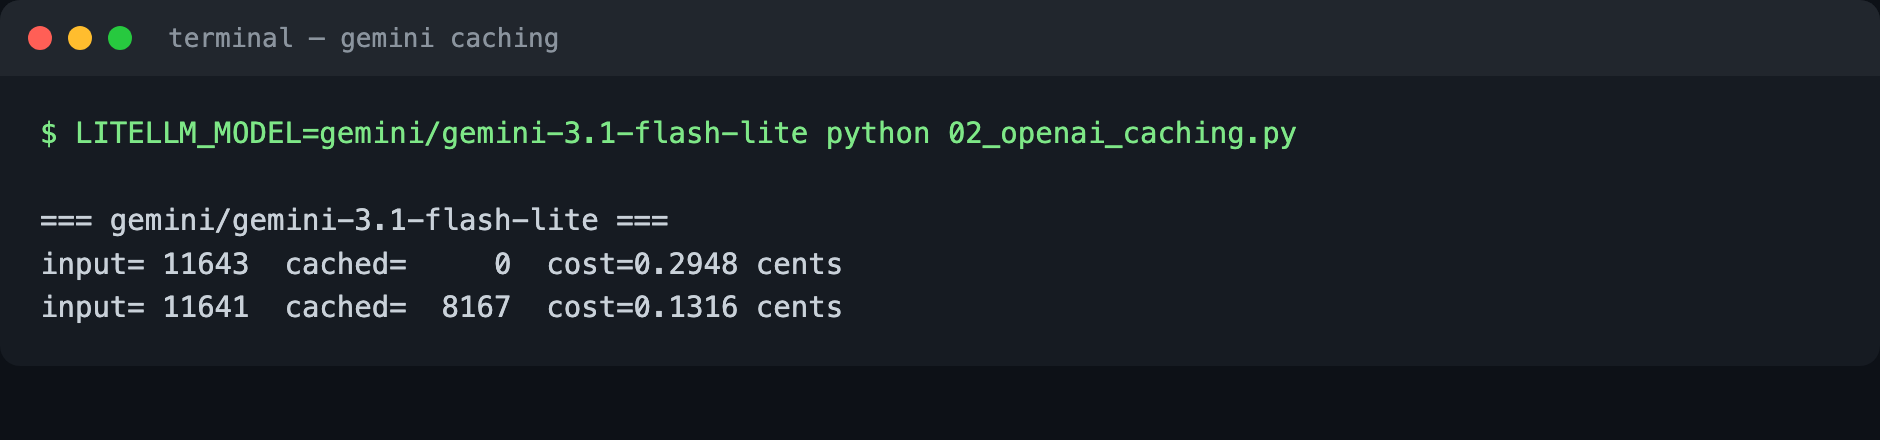 terminal — gemini caching
$ LITELLM_MODEL=gemini/gemini-3.1-flash-lite python 02_openai_caching.py
=== gemini/gemini-3.1-flash-lite ===
input= 11643  cached=     0  cost=0.2948 cents
input= 11641  cached=  8167  cost=0.1316 cents